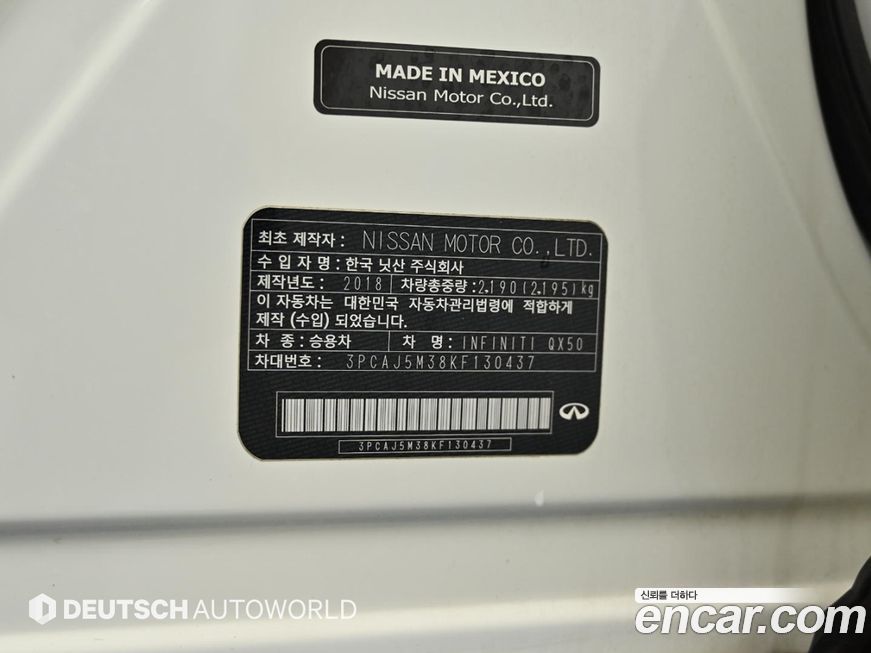 MADE IN MEXICO
Nissan Motor Co.,Ltd.
최초 제작자 : NISSAN MOTOR CO.,LTD.
수 입 자 명 : 한국 닛산 주식회사
제작년도 : 2018 차량총중량 : 2,190(2,195)kg
이 자동차는 대한민국 자동차관리법령에 적합하게
제작 (수입) 되었습니다.
차 종 : 승용차 차 명 : INFINITI QX50
차대번호 : 3PCAJ5M38KF130437
3PCAJ5M38KF130437
DEUTSCH AUTOWORLD
신뢰를 더하다
encar.com